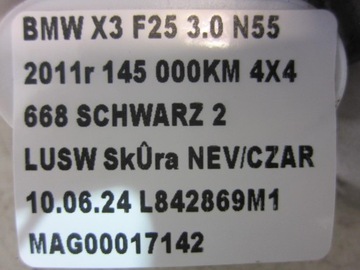 BMW X3 F25 3.0 N55
2011r 145 000KM 4X4
668 SCHWARZ 2
LUSW SkÛra NEV/CZAR
10.06.24 L842869M1
MAG00017142